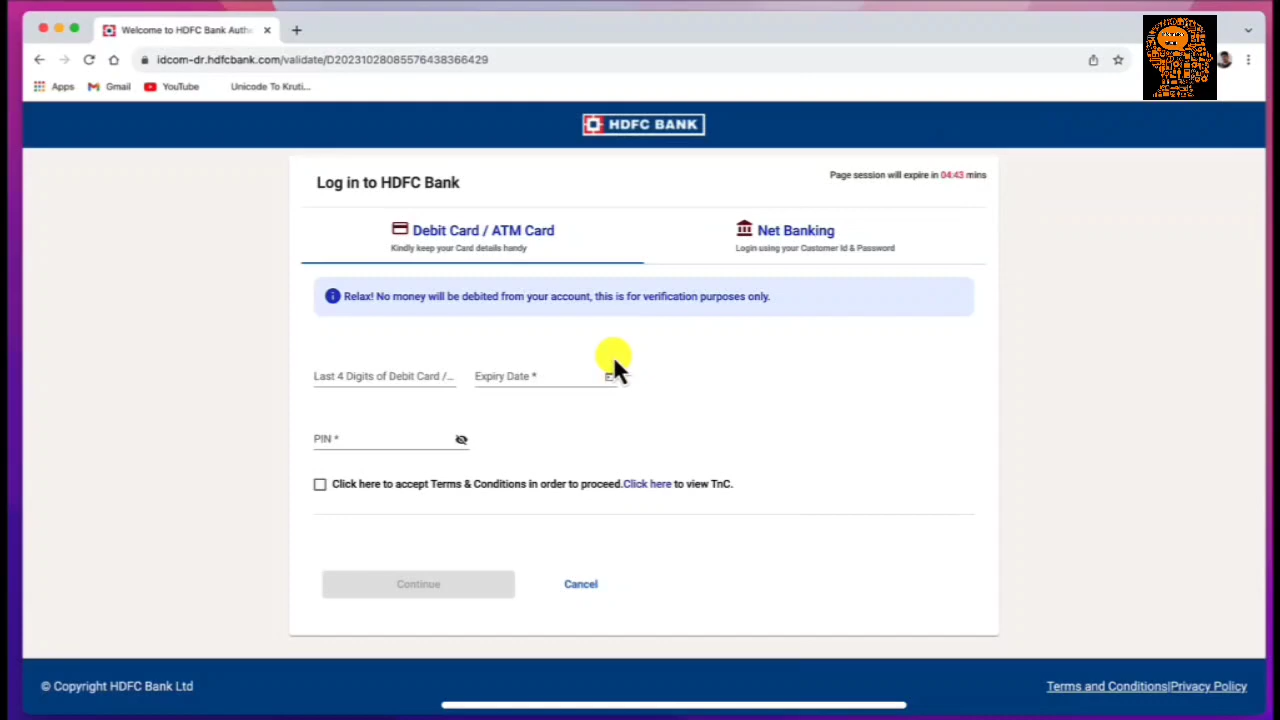 Welcome to HDFC Bank Auth
idcom-dr.hdfcbank.com/validate/D20231028085576438366429
Apps Gmail YouTube Unicode To Kruti...
HDFC BANK
Log in to HDFC Bank
Page session will expire in 04:43 mins
Debit Card / ATM Card
Kindly keep your Card details handy
Net Banking
Login using your Customer Id & Password
Relax! No money will be debited from your account, this is for verification purposes only.
Last 4 Digits of Debit Card /...
Expiry Date *
PIN *
Click here to accept Terms & Conditions in order to proceed.Click here to view TnC.
Continue
Cancel
© Copyright HDFC Bank Ltd
Terms and Conditions|Privacy Policy